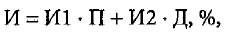 И = И1 · П + И2 · Д, %,